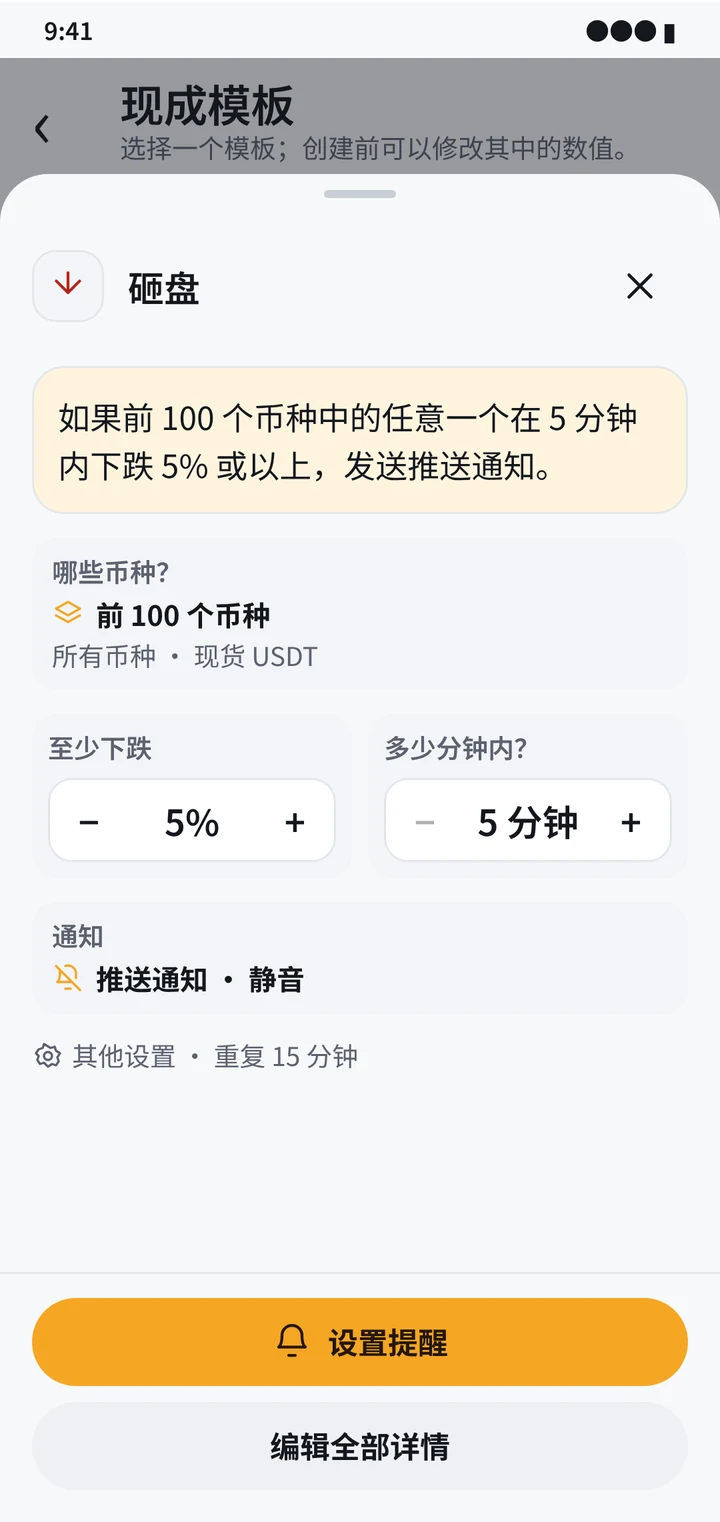 9:41
现成模板
选择一个模板；创建前可以修改其中的数值。
砸盘
如果前 100 个币种中的任意一个在 5 分钟
内下跌 5% 或以上，发送推送通知。
哪些币种？
前 100 个币种
所有币种 • 现货 USDT
至少下跌
多少分钟内？
− 5% +
− 5 分钟 +
通知
推送通知 • 静音
其他设置 • 重复 15 分钟
设置提醒
编辑全部详情